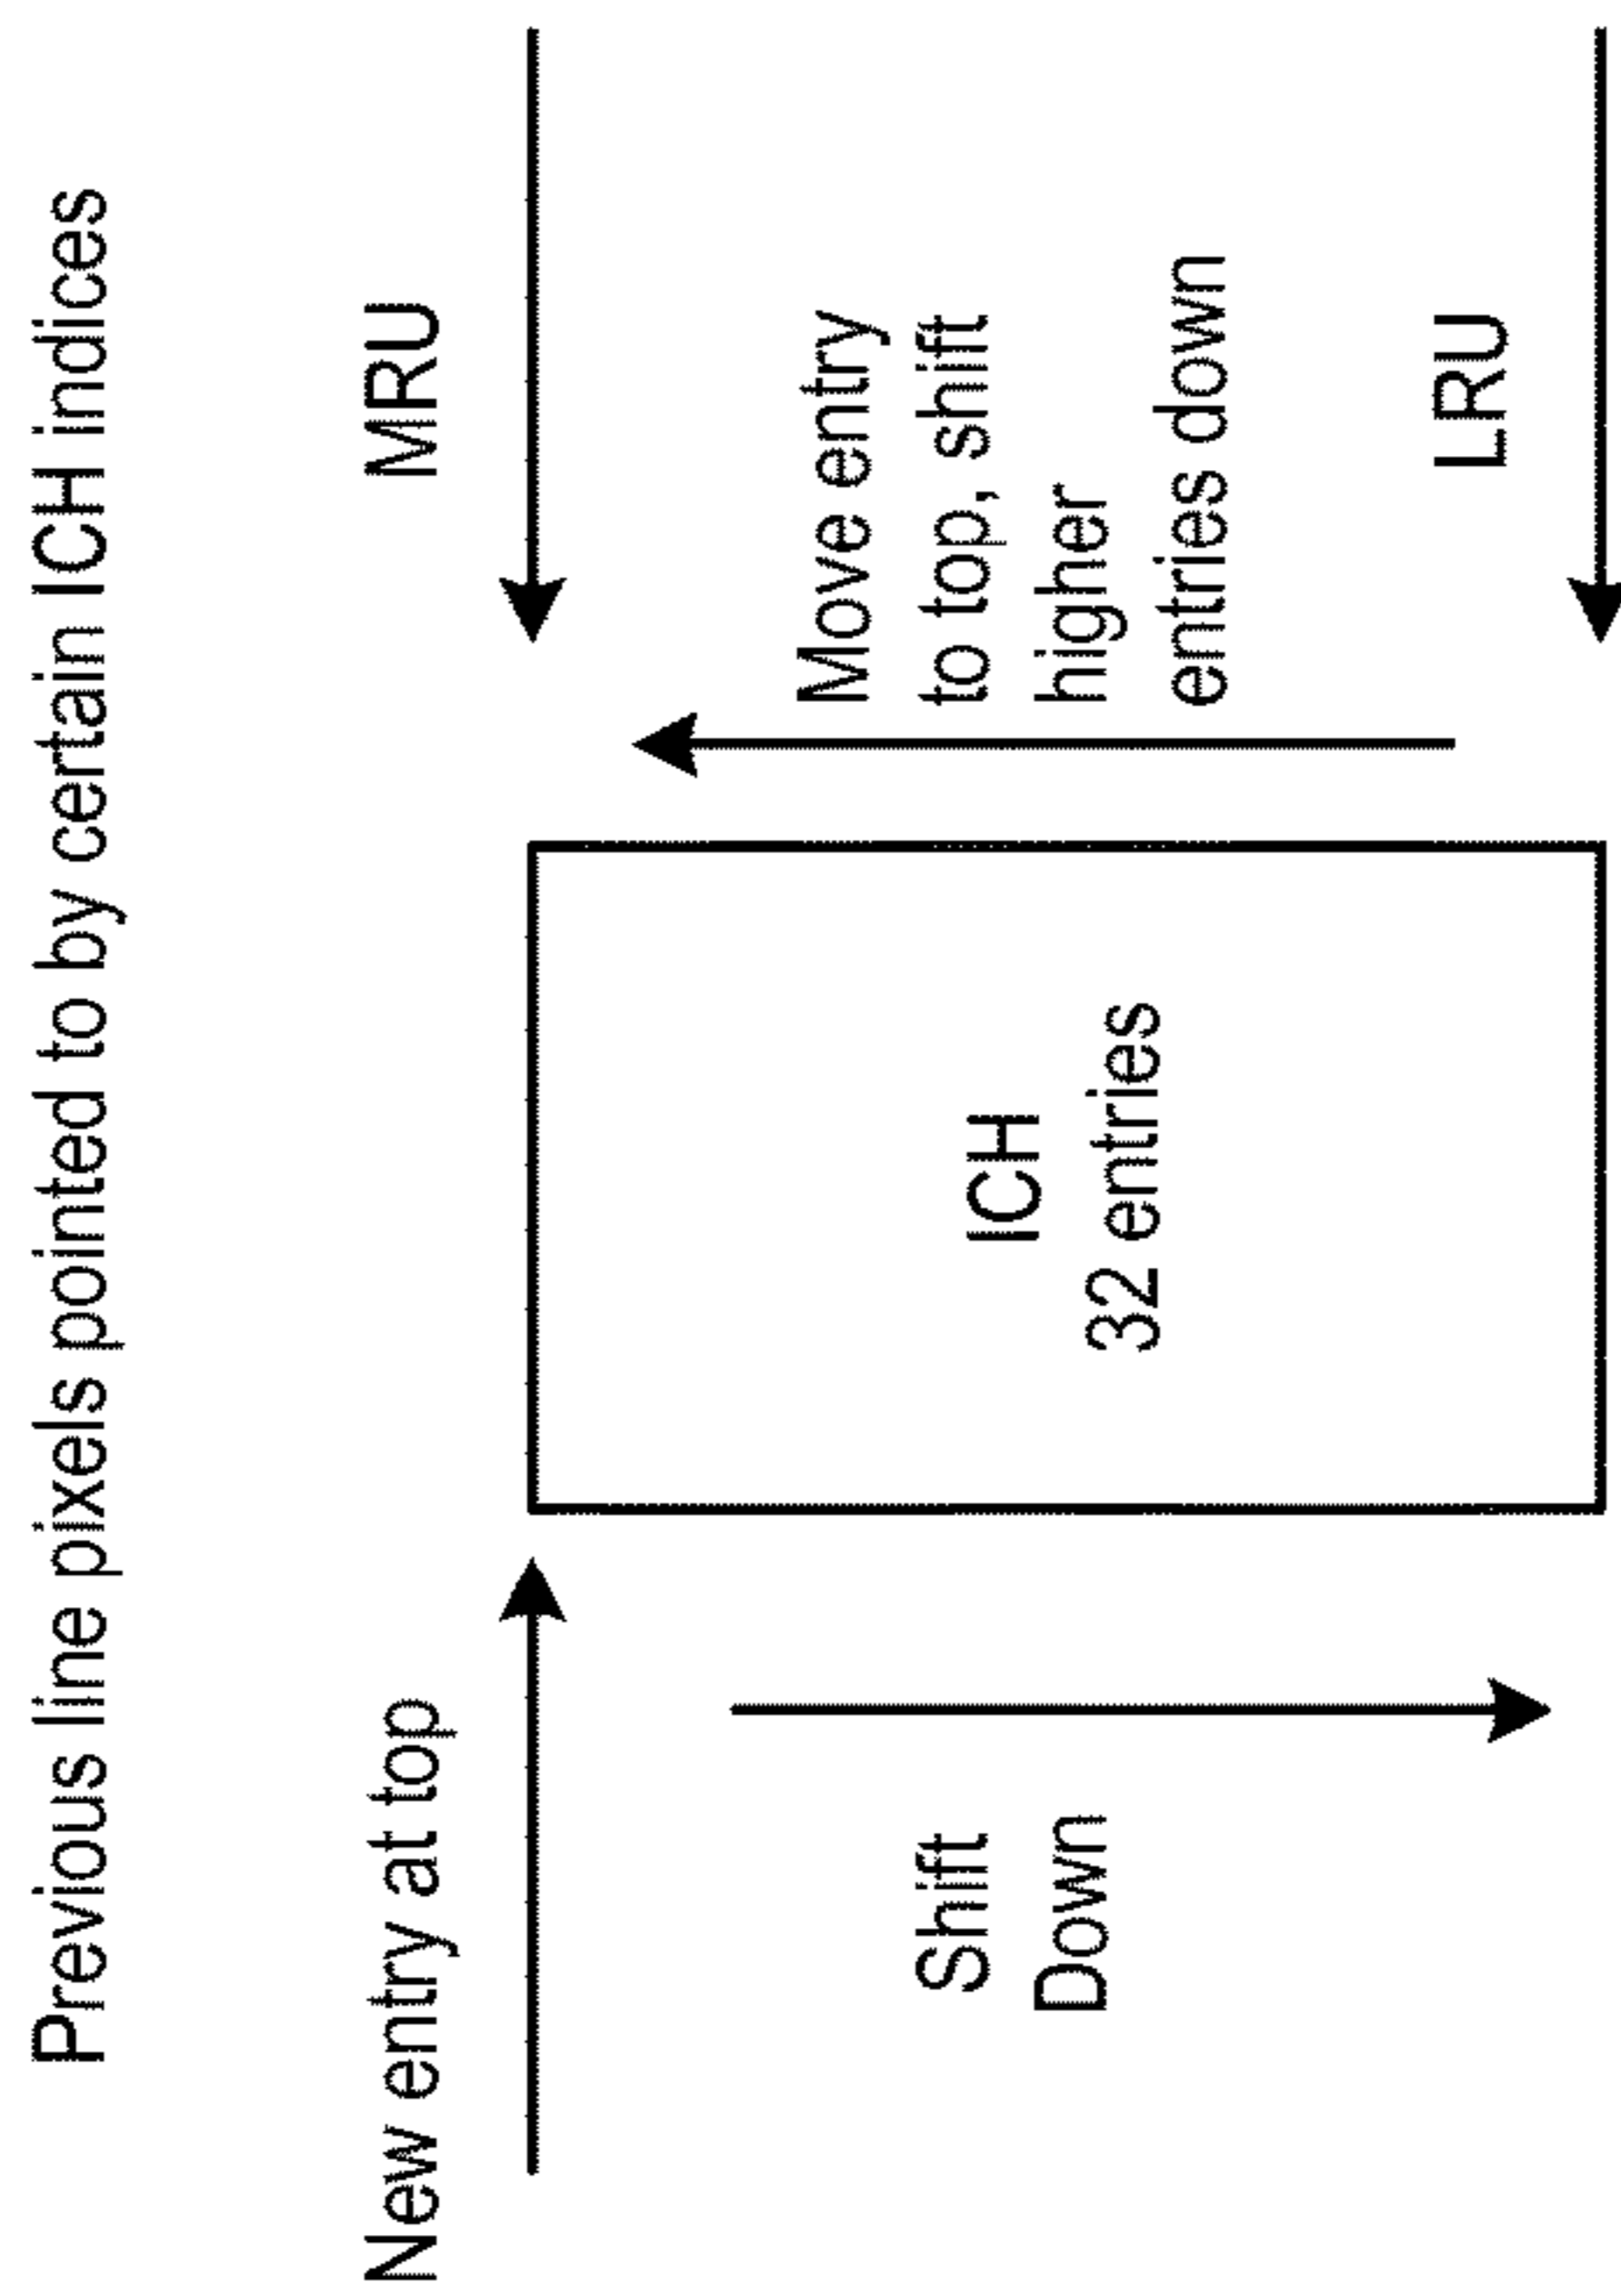 Previous line pixels pointed to by certain ICH indices
New entry at top
MRU
Shift
Down
ICH
32 entries
Move entry
to top, shift
higher
entries down
LRU